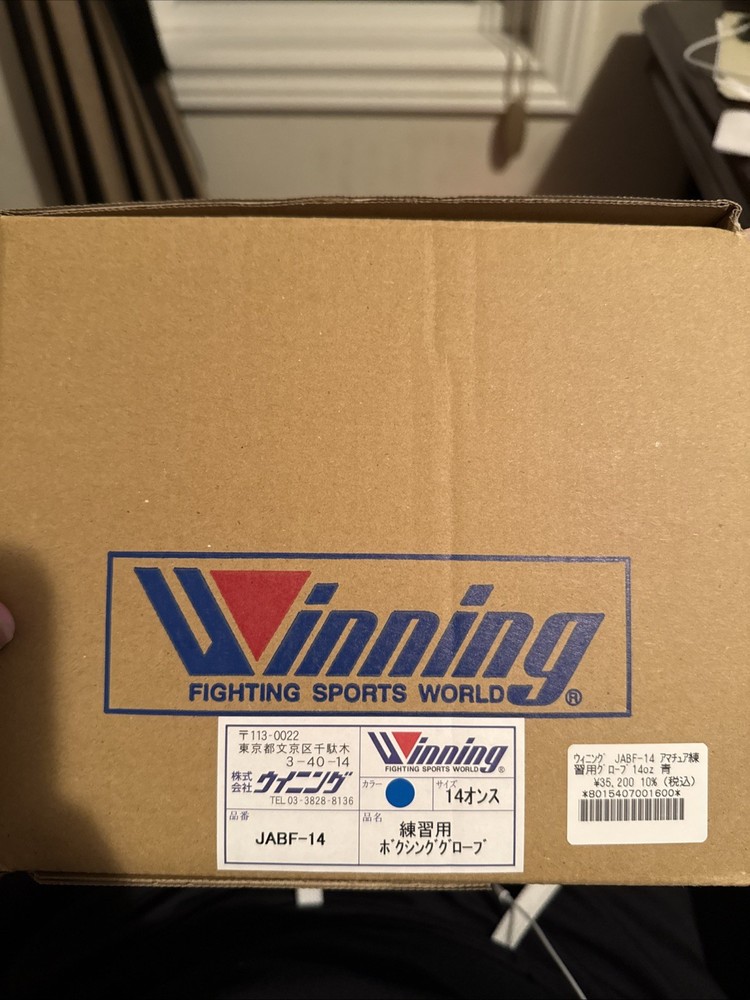 Winning
FIGHTING SPORTS WORLD®
〒113-0022
東京都文京区千駄木
3-40-14
株式会社 ウイニング
TEL 03-3828-8136
Winning
FIGHTING SPORTS WORLD®
カラー
サイズ
14オンス
品番
JABF-14
品名
練習用
ボクシンググローブ
ウィニング JABF-14 アマチュア練
習用グローブ14oz 青
¥35,200 10% (税込)
*8015407001600*